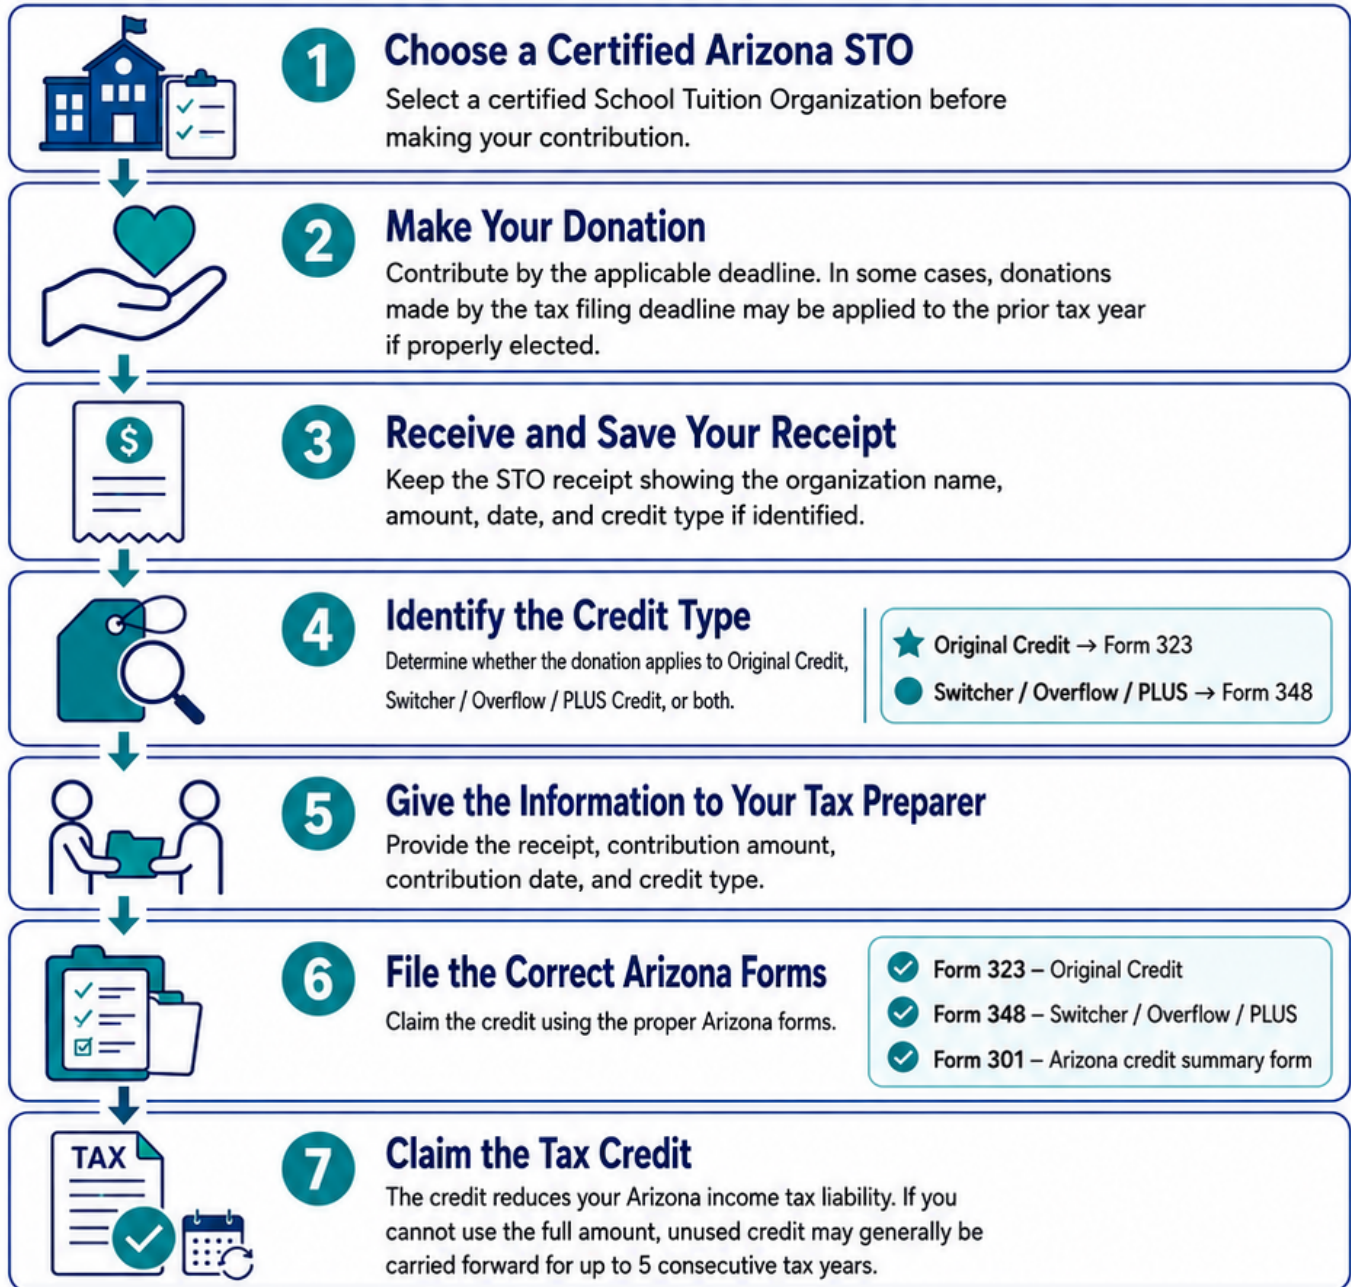 1
Choose a Certified Arizona STO
Select a certified School Tuition Organization before
making your contribution.
2
Make Your Donation
Contribute by the applicable deadline. In some cases, donations
made by the tax filing deadline may be applied to the prior tax year
if properly elected.
$
3
Receive and Save Your Receipt
Keep the STO receipt showing the organization name,
amount, date, and credit type if identified.
4
Identify the Credit Type
Determine whether the donation applies to Original Credit,
Switcher / Overflow / PLUS Credit, or both.
Original Credit → Form 323
Switcher / Overflow / PLUS → Form 348
5
Give the Information to Your Tax Preparer
Provide the receipt, contribution amount,
contribution date, and credit type.
6
File the Correct Arizona Forms
Claim the credit using the proper Arizona forms.
Form 323 – Original Credit
Form 348 – Switcher / Overflow / PLUS
Form 301 – Arizona credit summary form
TAX
7
Claim the Tax Credit
The credit reduces your Arizona income tax liability. If you
cannot use the full amount, unused credit may generally be
carried forward for up to 5 consecutive tax years.